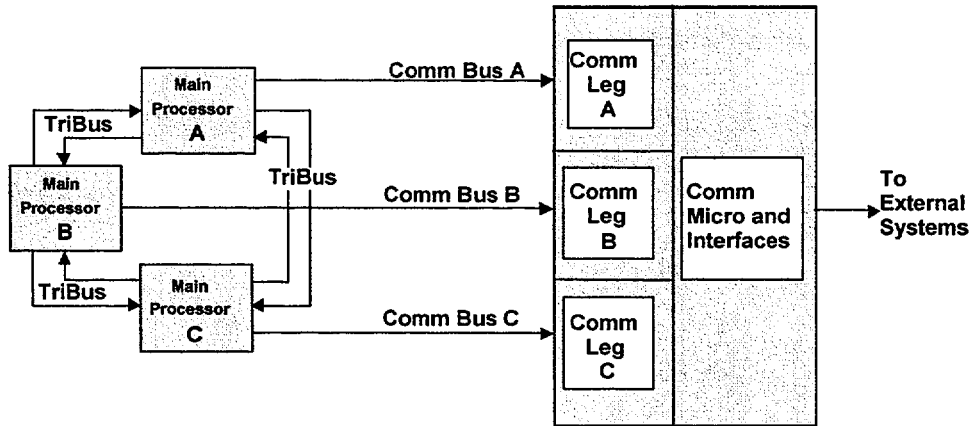 Main
Processor
A
TriBus
Main
Processor
B
TriBus
Main
Processor
C
TriBus
Comm Bus A
Comm Bus B
Comm Bus C
Comm
Leg
A
Comm
Leg
B
Comm
Leg
C
Comm
Micro and
Interfaces
To
External
Systems